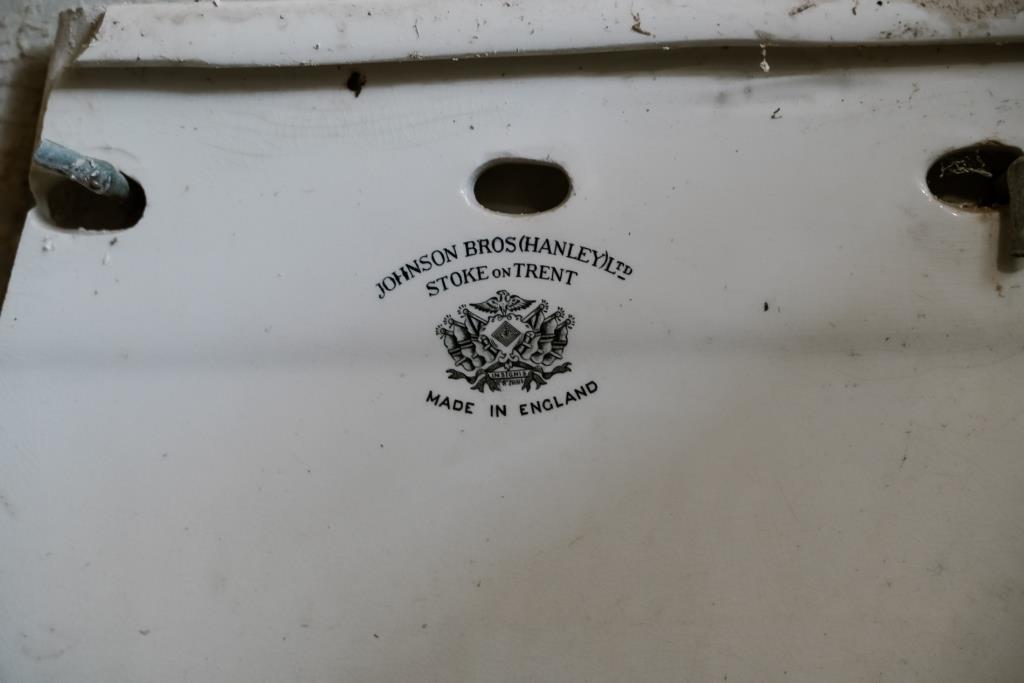 JOHNSON BROS (HANLEY) LTD
STOKE ON TRENT
MADE IN ENGLAND